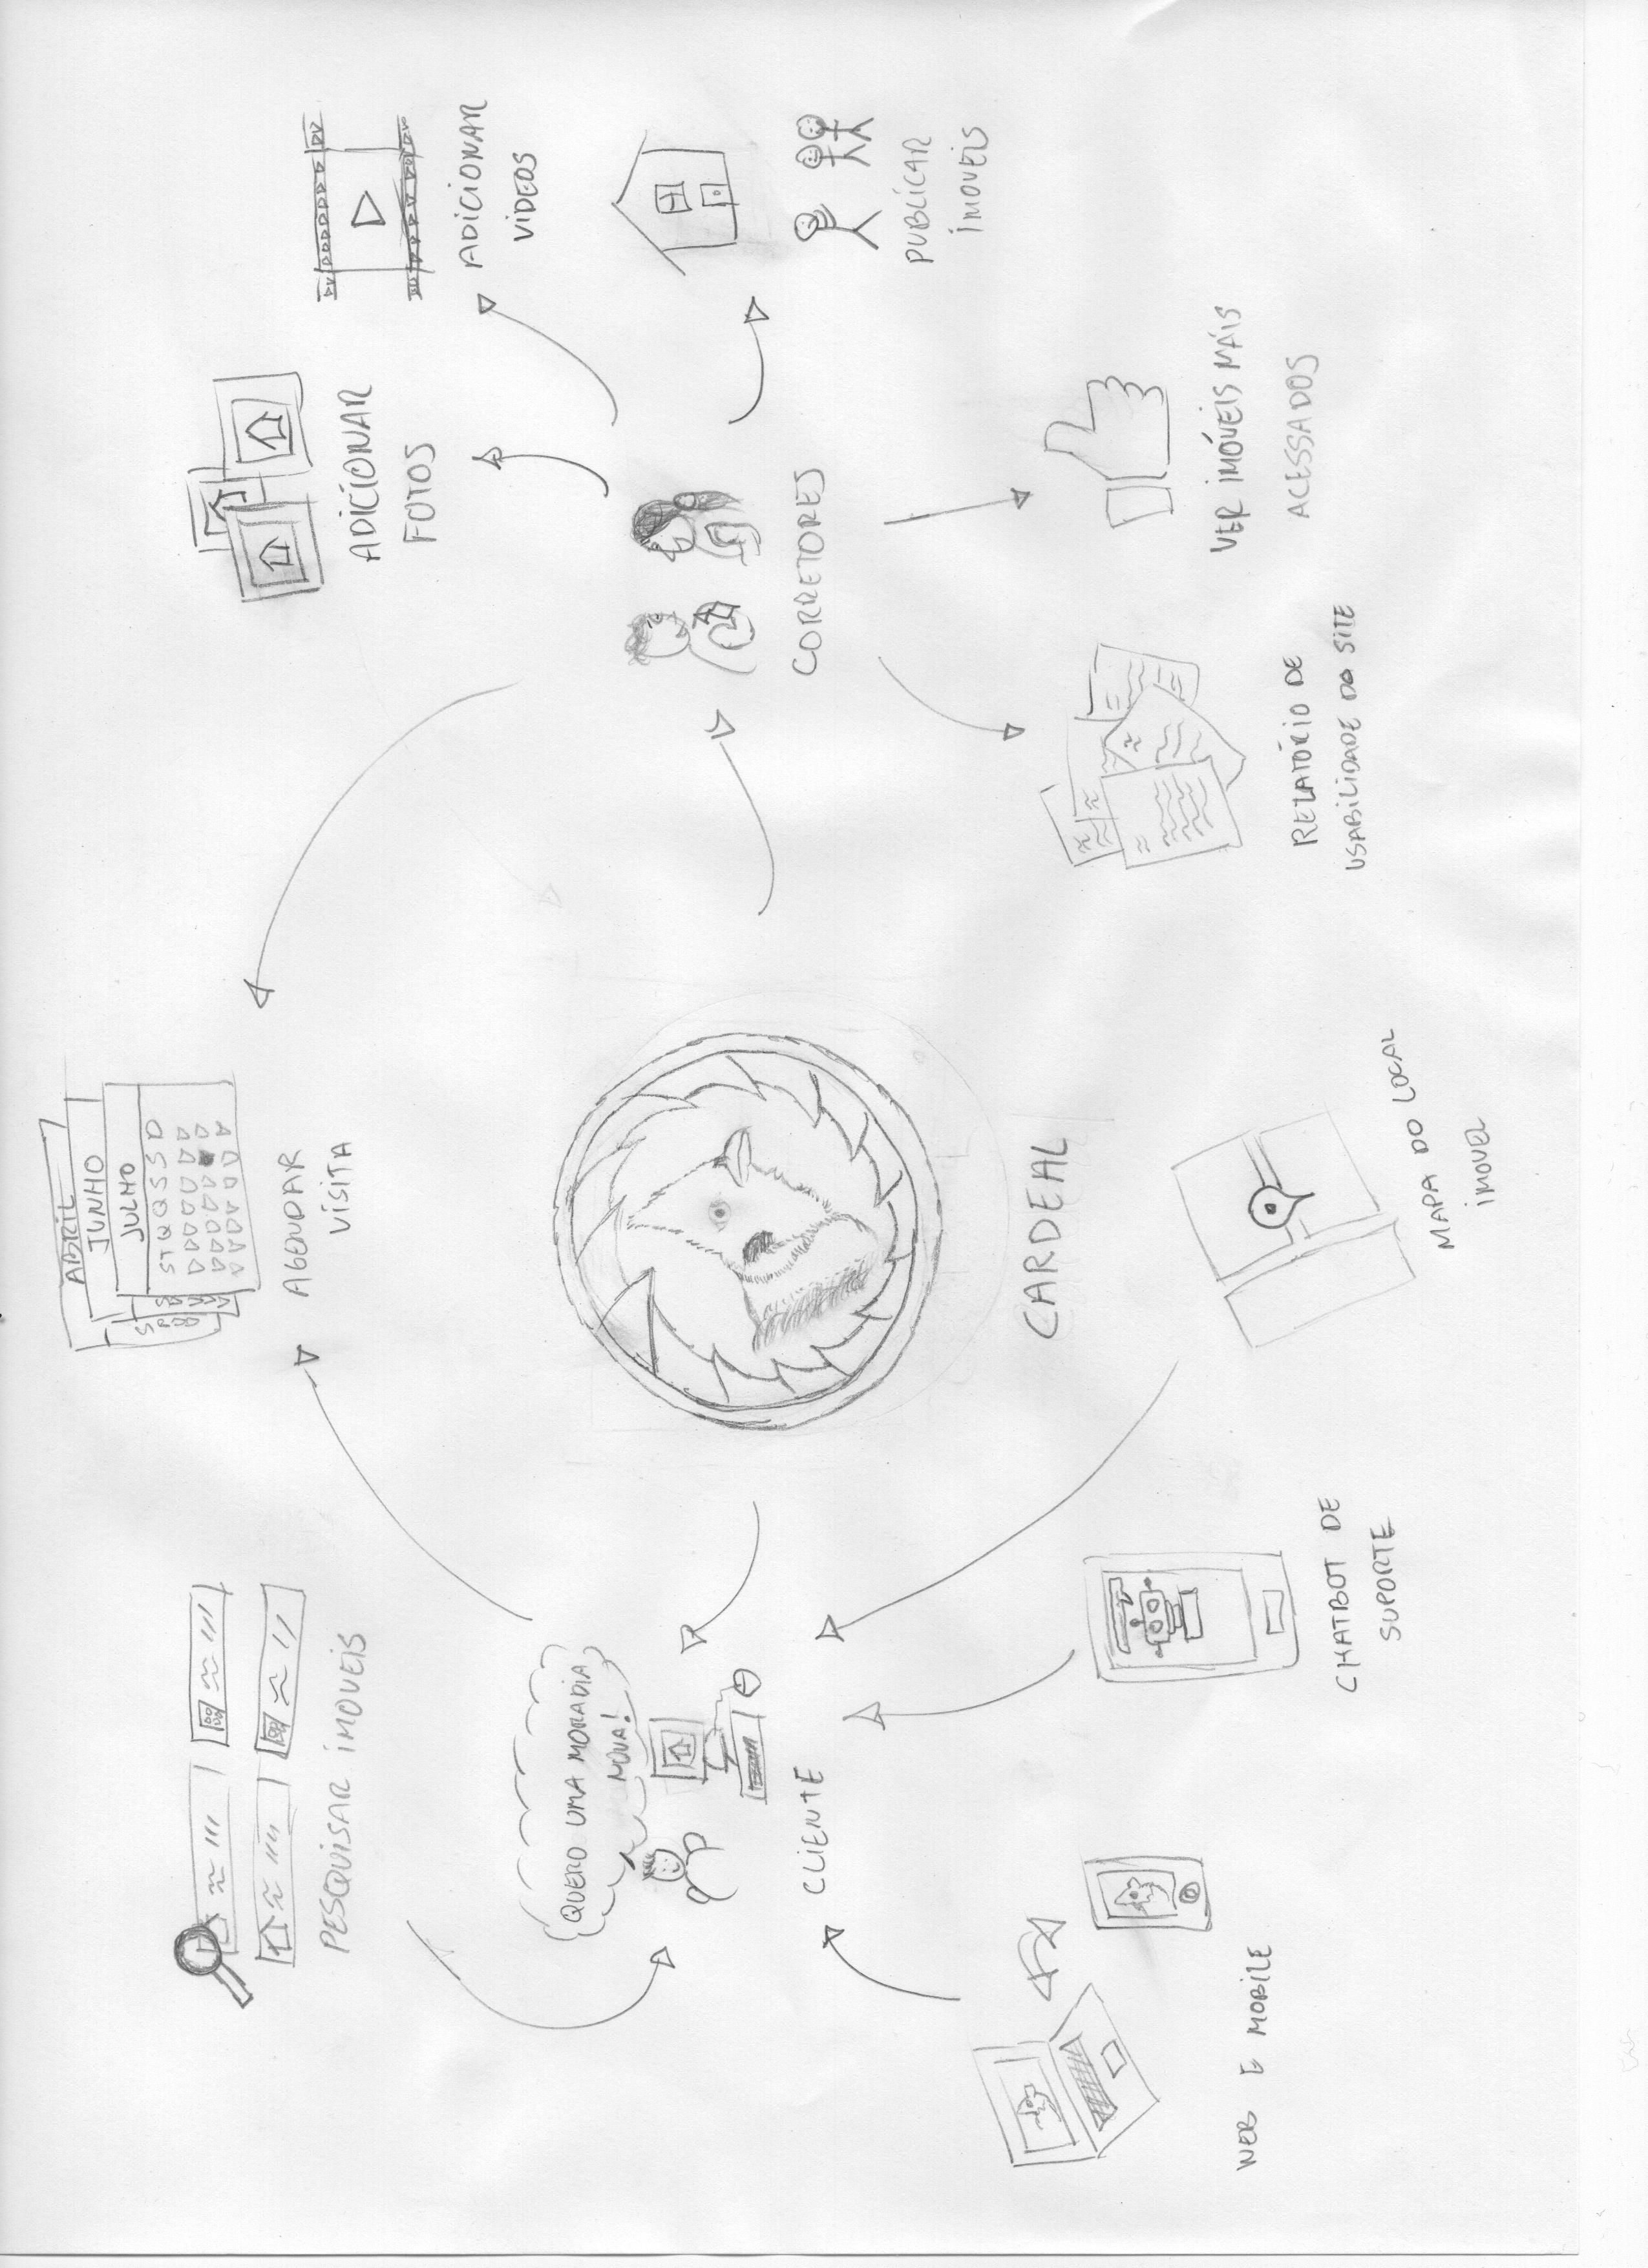 ABRIL
JUNHO
JULHO
S T Q Q S S D
AGENDAR
VISITA
PESQUISAR IMOVEIS
ADICIONAR
FOTOS
ADICIONAR
VIDEOS
QUERO UMA MORADIA
NOVA!
CLIENTE
CORRETORES
PUBLICAR
IMOVEIS
CARDEAL
WEB E MOBILE
CHATBOT DE
SUPORTE
MAPA DO LOCAL
IMOVEL
RELATÓRIO DE
USABILIDADE DO SITE
VER IMÓVEIS MAIS
ACESSADOS